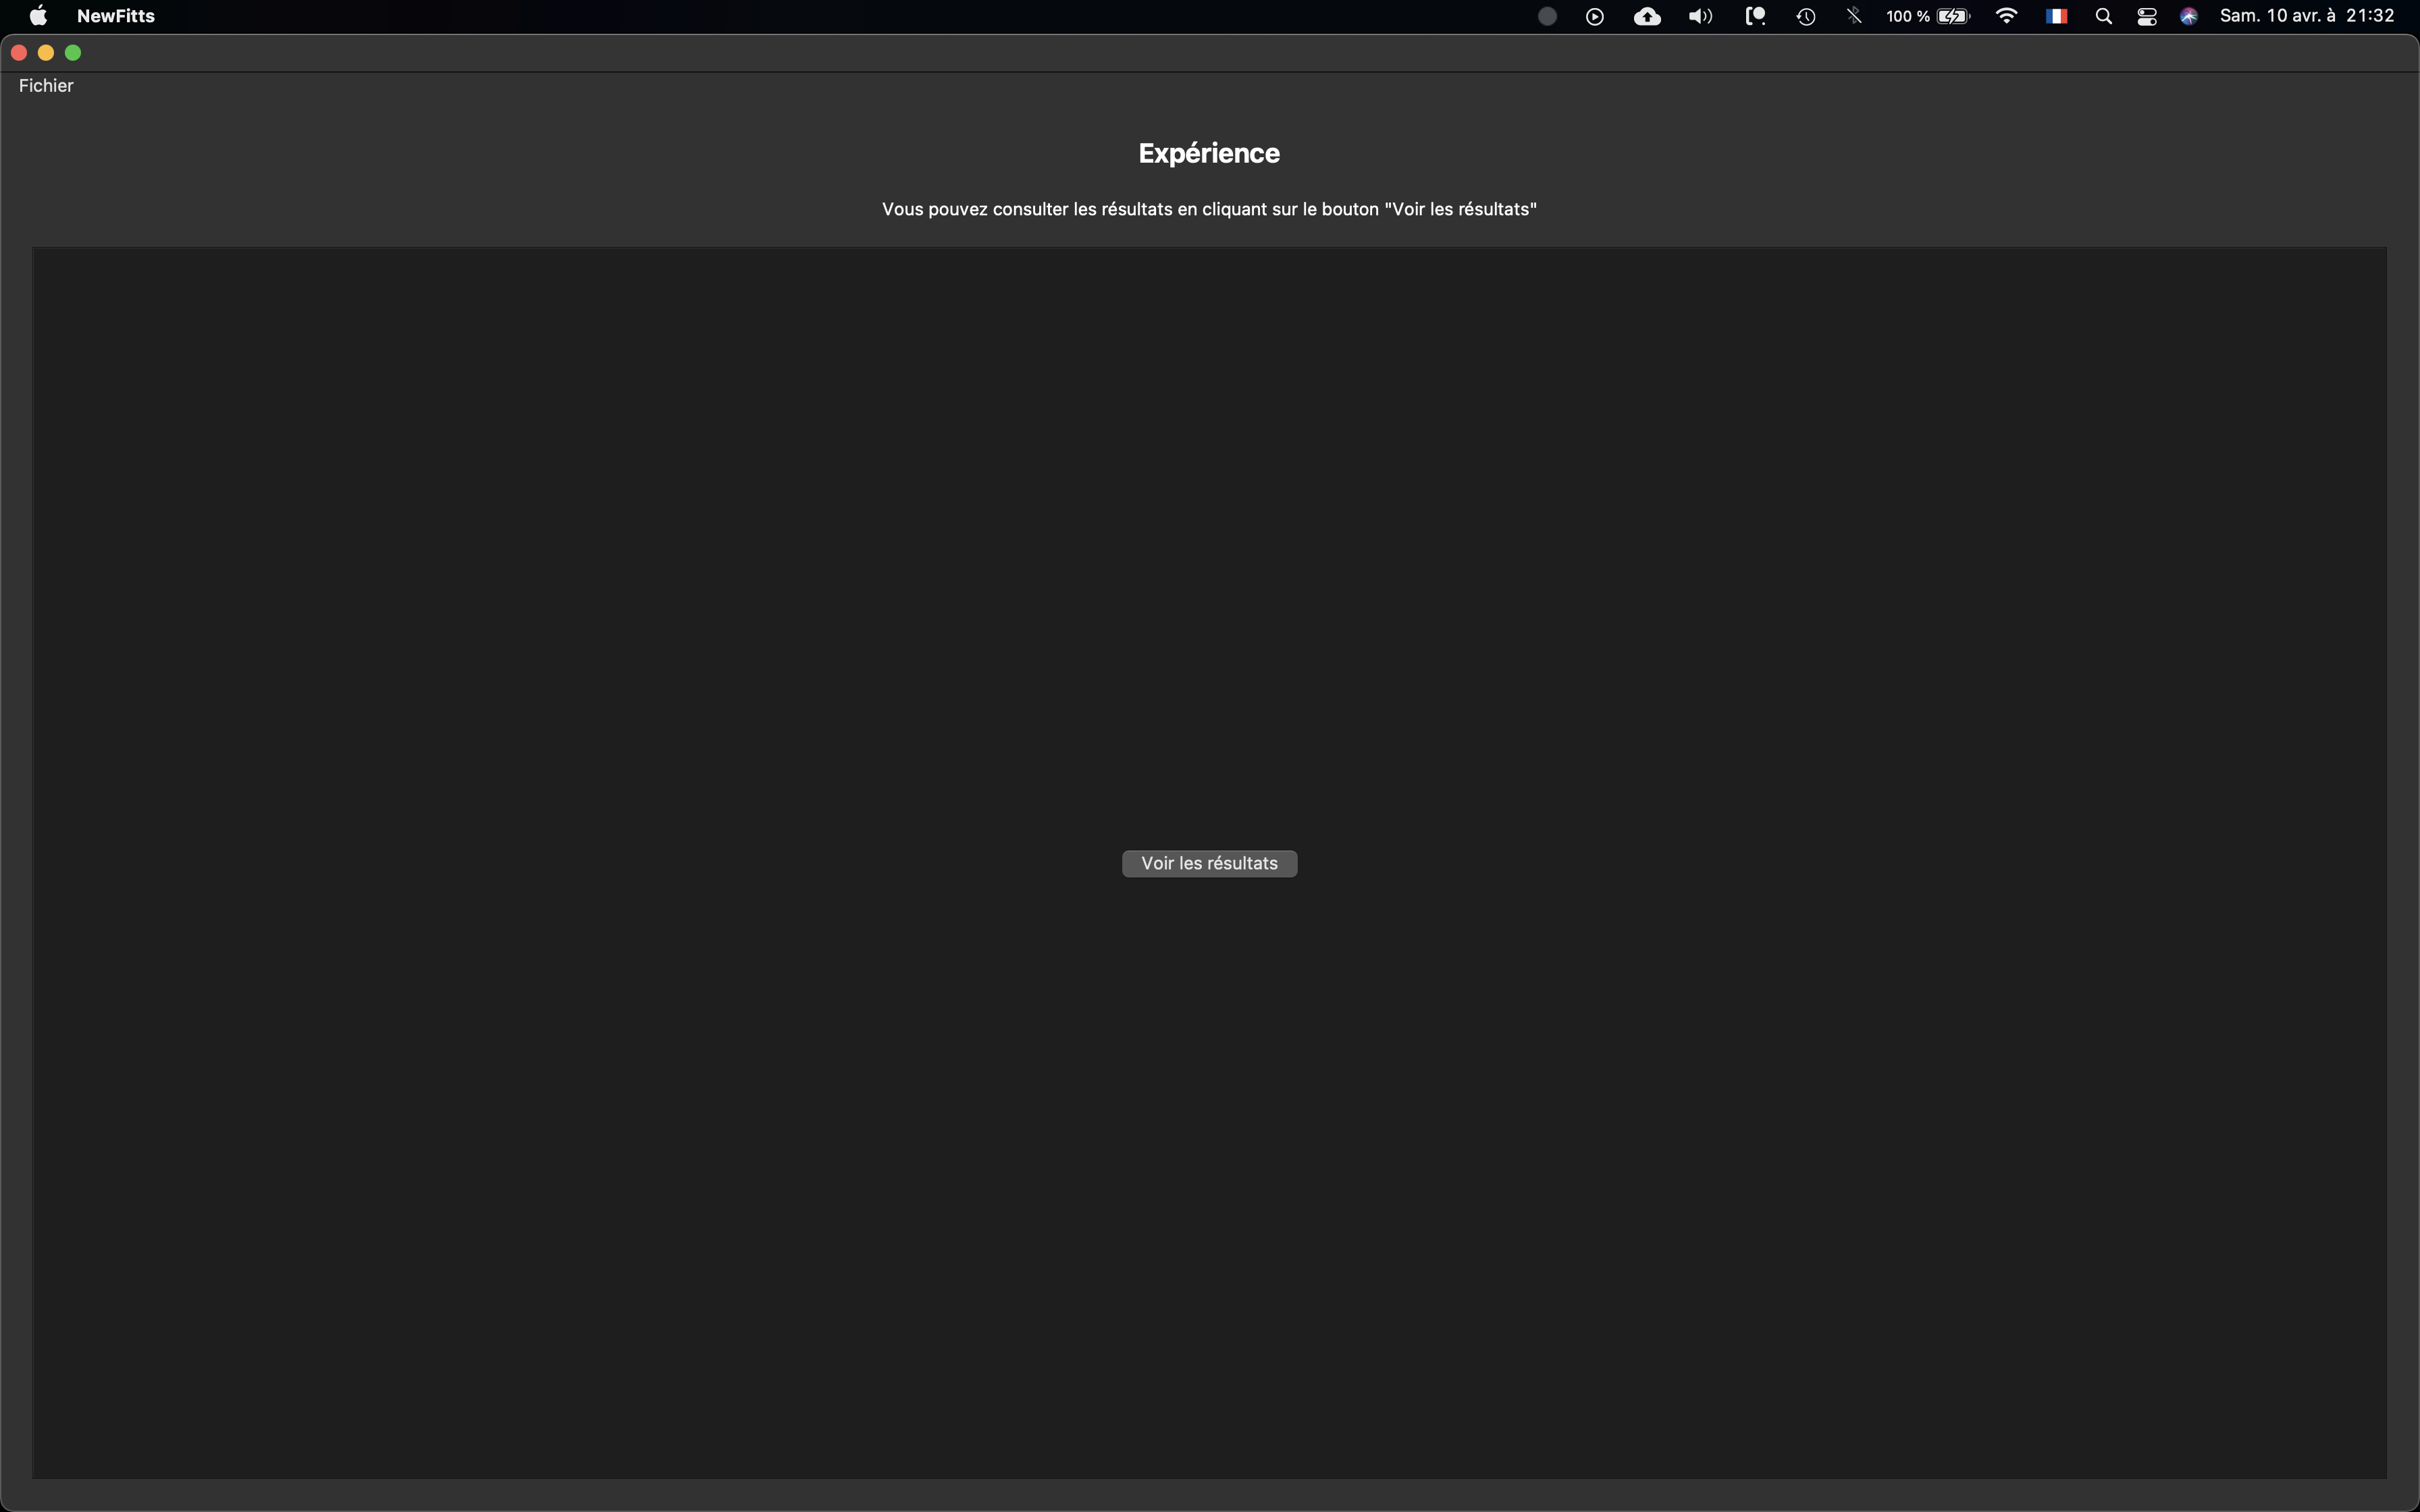 NewFitts
100 %
Sam. 10 avr. à 21:32
Fichier
Expérience
Vous pouvez consulter les résultats en cliquant sur le bouton "Voir les résultats"
Voir les résultats